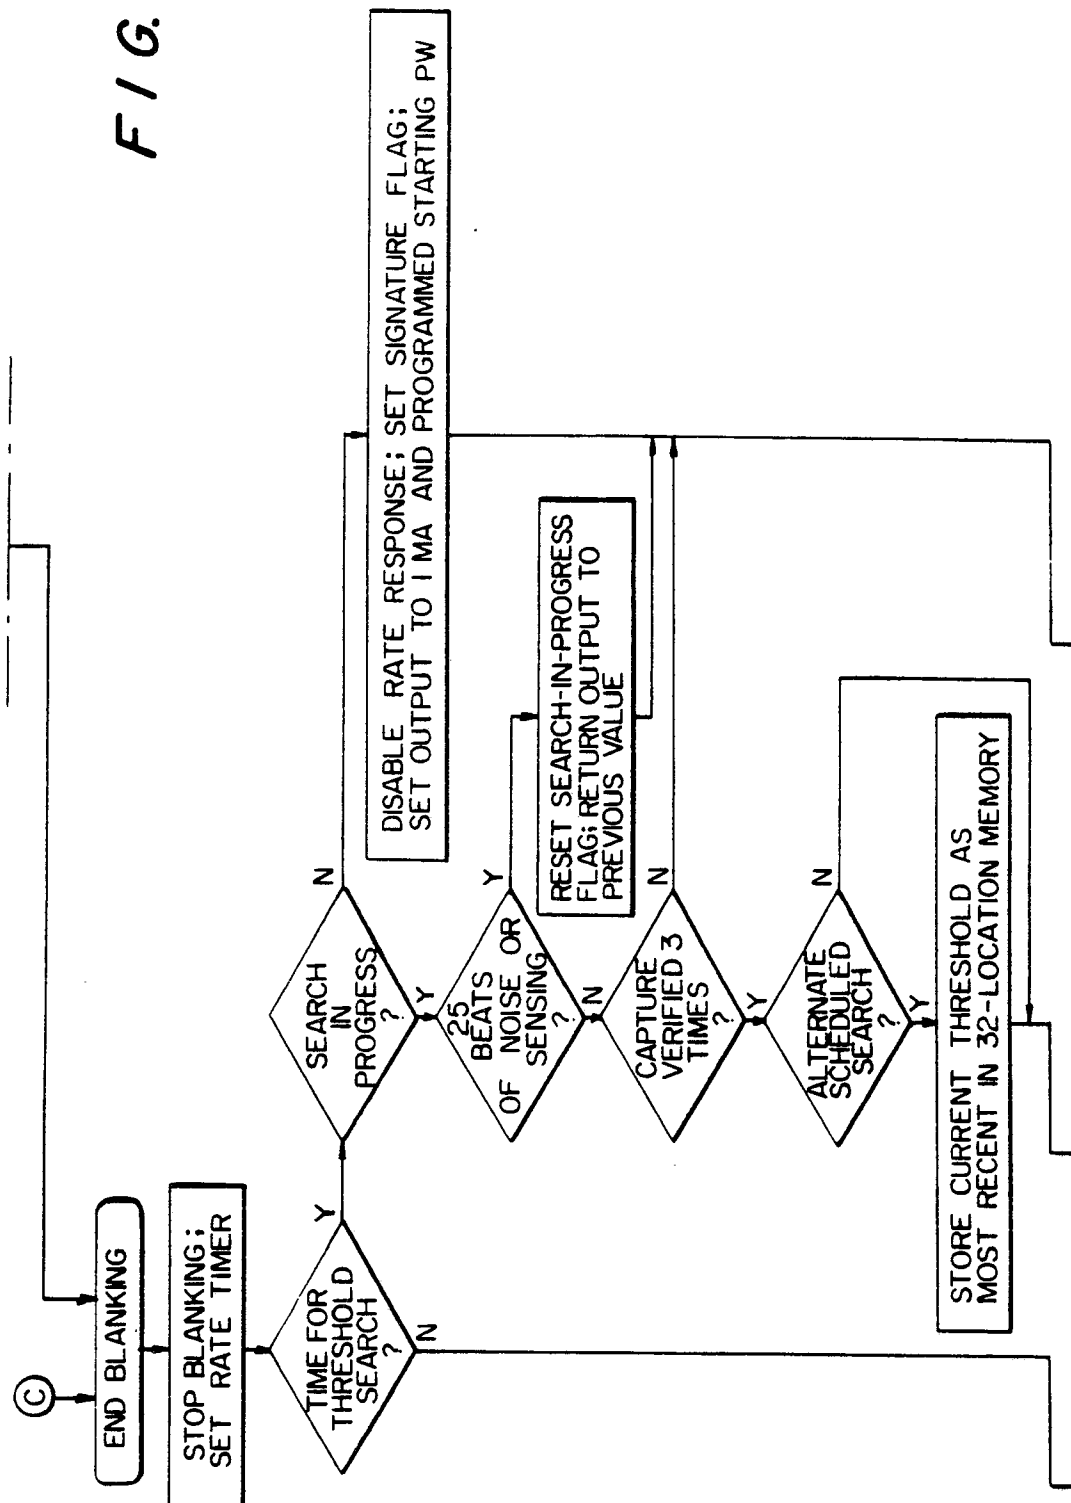 FIG.
C
END BLANKING
STOP BLANKING;
SET RATE TIMER
TIME FOR
THRESHOLD
SEARCH
?
Y
N
SEARCH
IN
PROGRESS
?
N
Y
DISABLE RATE RESPONSE; SET SIGNATURE FLAG;
SET OUTPUT TO 1 MA AND PROGRAMMED STARTING PW
25
BEATS
OF NOISE OR
SENSING
?
Y
N
RESET SEARCH-IN-PROGRESS
FLAG; RETURN OUTPUT TO
PREVIOUS VALUE
CAPTURE
VERIFIED 3
TIMES
?
N
Y
ALTERNATE
SCHEDULED
SEARCH
?
N
Y
STORE CURRENT THRESHOLD AS
MOST RECENT IN 32-LOCATION MEMORY